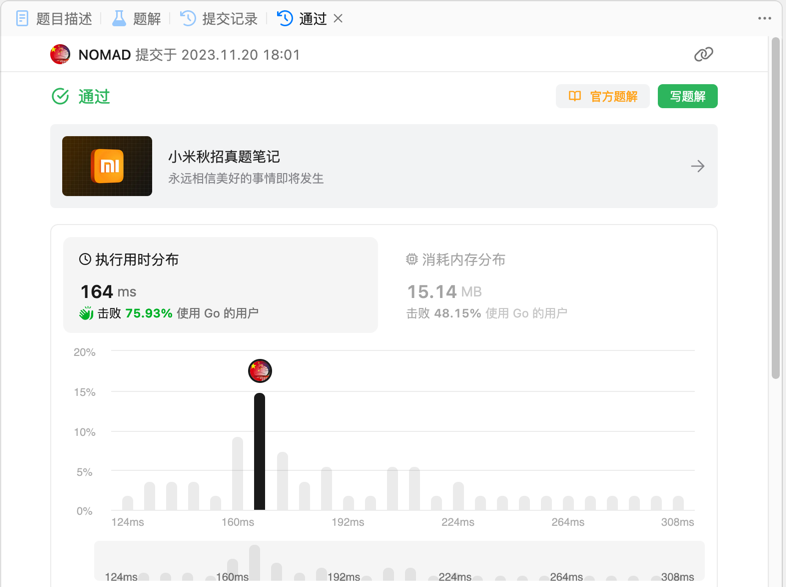 题目描述 题解 提交记录 通过
NOMAD 提交于 2023.11.20 18:01
通过 官方题解 写题解
小米秋招真题笔记
永远相信美好的事情即将发生
执行用时分布 消耗内存分布
164 ms 15.14 MB
击败 75.93% 使用 Go 的用户 击败 48.15% 使用 Go 的用户
20%
15%
10%
5%
0%
124ms 160ms 192ms 224ms 264ms 308ms
124ms 160ms 192ms 224ms 264ms 308ms